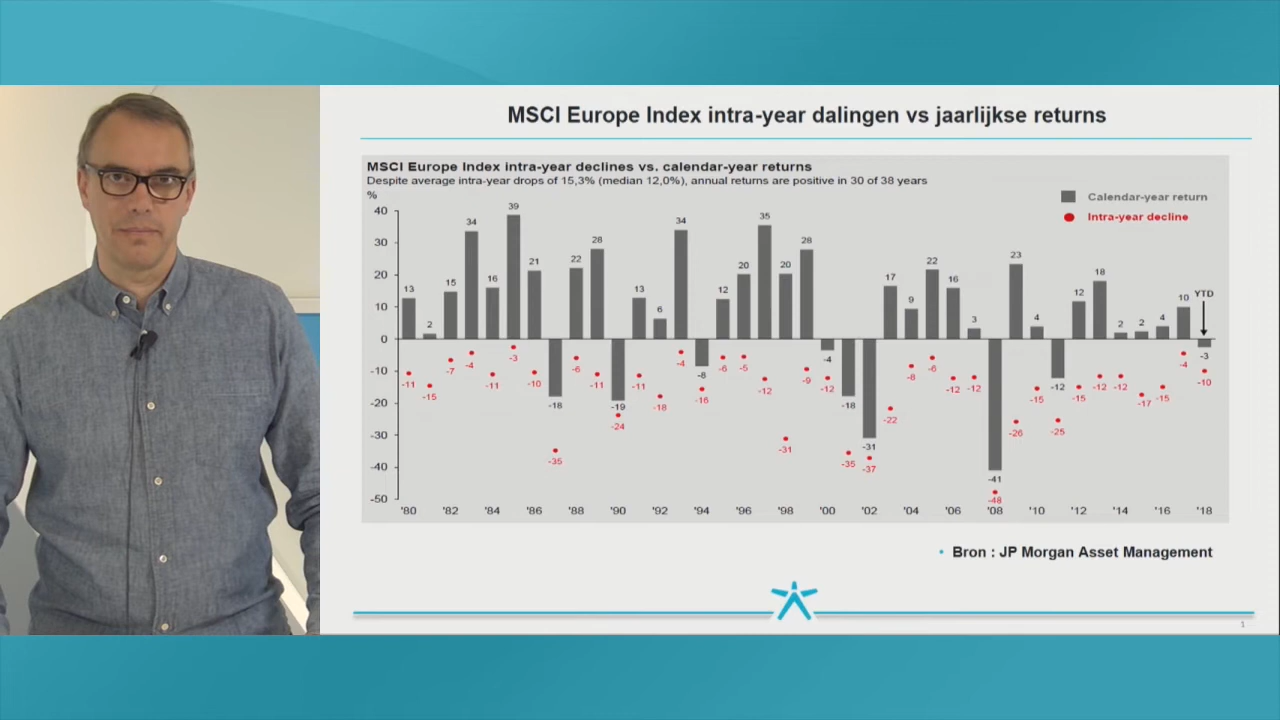 MSCI Europe Index intra-year dalingen vs jaarlijkse returns
MSCI Europe Index intra-year declines vs. calendar-year returns
Despite average intra-year drops of 15,3% (median 12,0%), annual returns are positive in 30 of 38 years
%
Calendar-year return
Intra-year decline
40
30
20
10
0
-10
-20
-30
-40
-50
13 2 15 34 16 39 21 -18 22 28 -19 13 6 34 -8 12 20 35 20 28 -4 -18 -31 17 9 22 16 3 -41 23 4 -12 12 18 2 2 4 10 -3
YTD
-11 -15 -7 -4 -11 -3 -10 -35 -6 -11 -24 -11 -18 -4 -16 -6 -5 -12 -31 -9 -12 -35 -37 -22 -8 -6 -12 -12 -48 -26 -15 -25 -15 -12 -12 -17 -15 -4 -10
'80 '82 '84 '86 '88 '90 '92 '94 '96 '98 '00 '02 '04 '06 '08 '10 '12 '14 '16 '18
• Bron : JP Morgan Asset Management
1